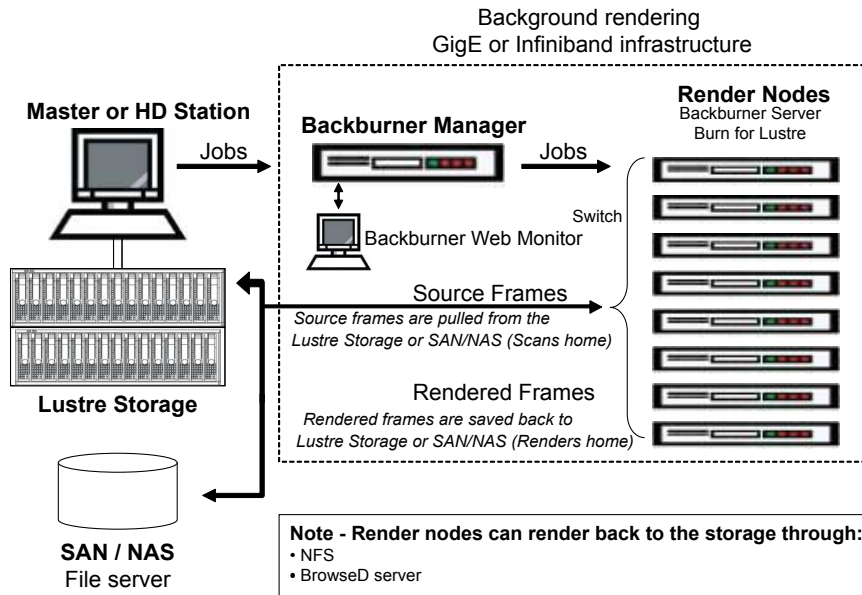 Background rendering
GigE or Infiniband infrastructure
Master or HD Station
Jobs
Backburner Manager
Jobs
Render Nodes
Backburner Server
Burn for Lustre
Switch
Backburner Web Monitor
Source Frames
Source frames are pulled from the
Lustre Storage or SAN/NAS (Scans home)
Lustre Storage
Rendered Frames
Rendered frames are saved back to
Lustre Storage or SAN/NAS (Renders home)
SAN / NAS
File server
Note - Render nodes can render back to the storage through:
• NFS
• BrowseD server